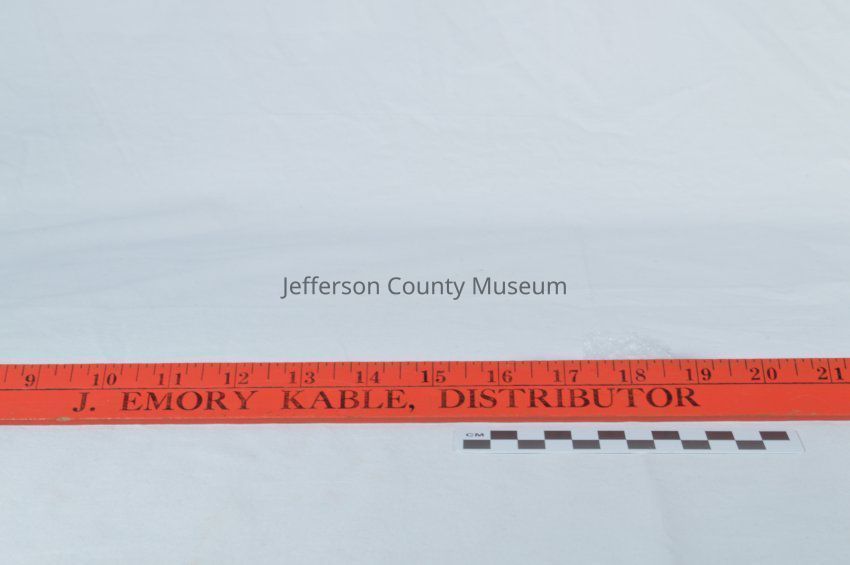 Jefferson County Museum
9 10 11 12 13 14 15 16 17 18 19 20 21
J. EMORY KABLE, DISTRIBUTOR
CM